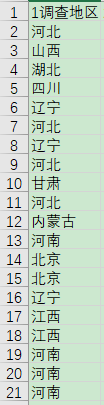 1 1调查地区
2 河北
3 山西
4 湖北
5 四川
6 辽宁
7 河北
8 辽宁
9 河北
10 甘肃
11 河北
12 内蒙古
13 河南
14 北京
15 北京
16 辽宁
17 江西
18 江西
19 河南
20 河南
21 河南